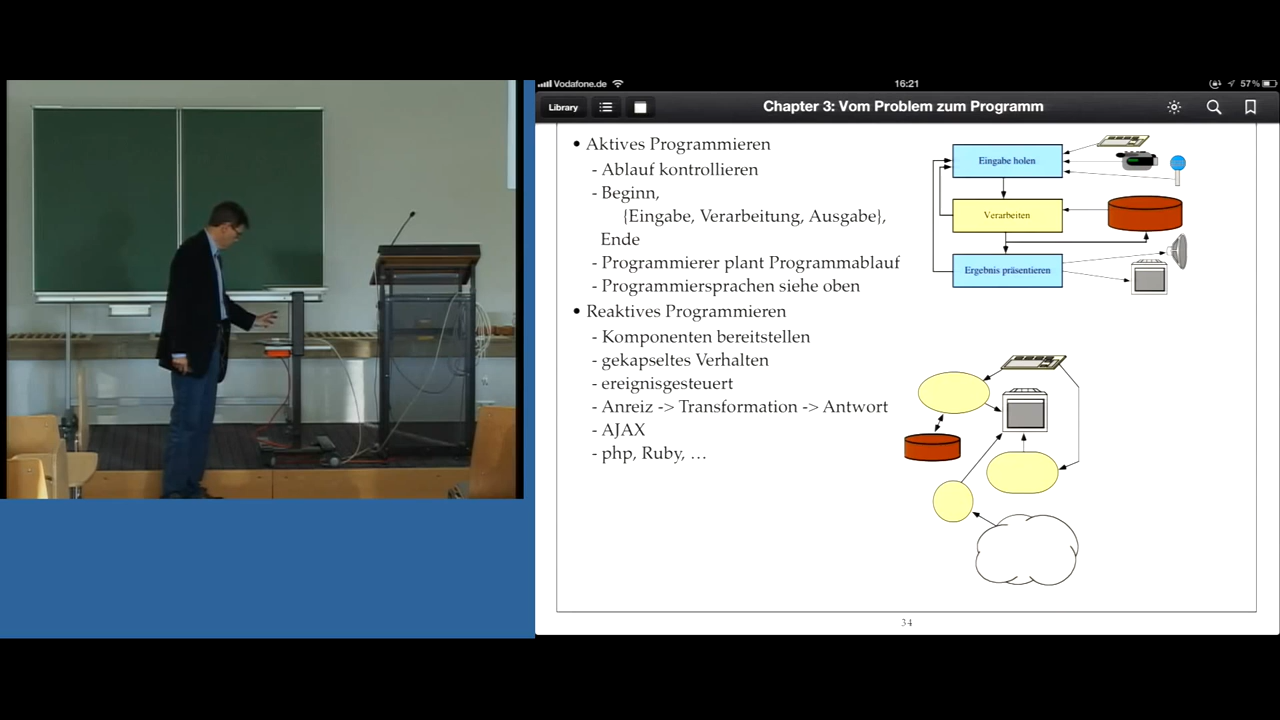 Vodafone.de
16:21
57%
Library
Chapter 3: Vom Problem zum Programm
• Aktives Programmieren
- Ablauf kontrollieren
- Beginn,
{Eingabe, Verarbeitung, Ausgabe},
Ende
- Programmierer plant Programmablauf
- Programmiersprachen siehe oben
• Reaktives Programmieren
- Komponenten bereitstellen
- gekapseltes Verhalten
- ereignisgesteuert
- Anreiz -> Transformation -> Antwort
- AJAX
- php, Ruby, ...
Eingabe holen
Verarbeiten
Ergebnis präsentieren
34